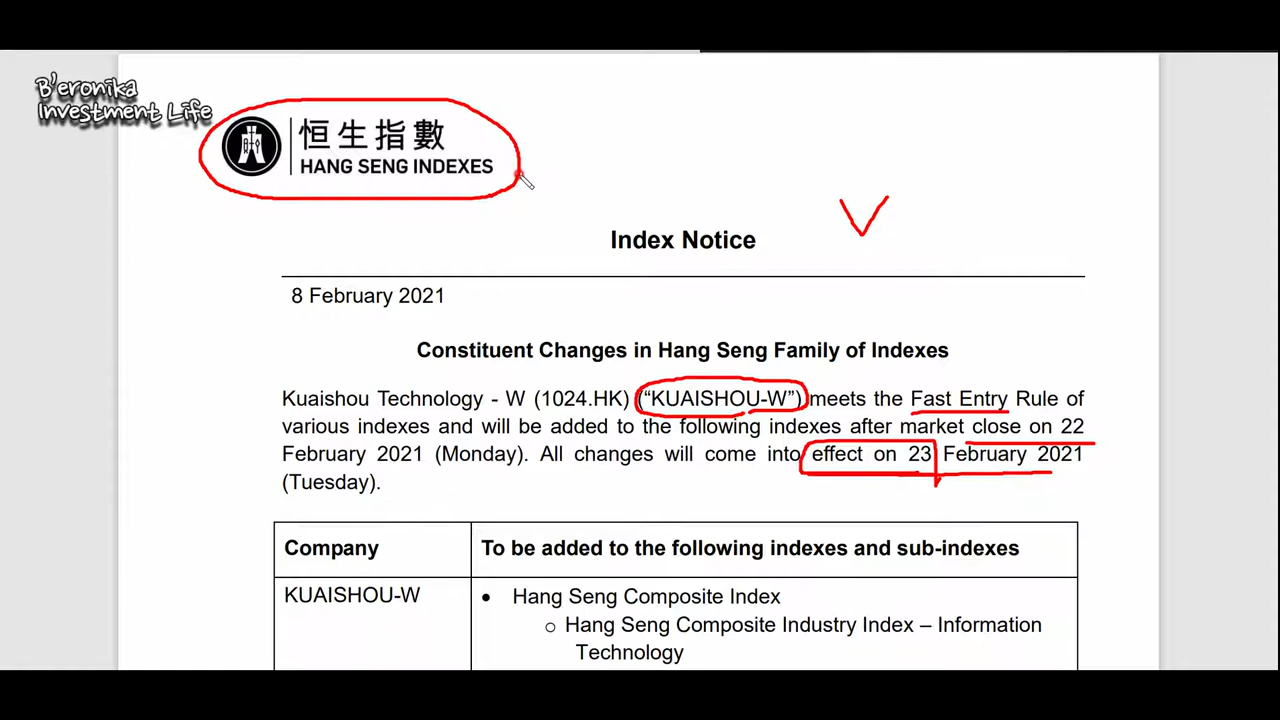 B'eronika
Investment Life
恒生指數
HANG SENG INDEXES
Index Notice
8 February 2021
Constituent Changes in Hang Seng Family of Indexes
Kuaishou Technology - W (1024.HK) (“KUAISHOU-W”) meets the Fast Entry Rule of
various indexes and will be added to the following indexes after market close on 22
February 2021 (Monday). All changes will come into effect on 23 February 2021
(Tuesday).
Company
To be added to the following indexes and sub-indexes
KUAISHOU-W
• Hang Seng Composite Index
o Hang Seng Composite Industry Index – Information
Technology